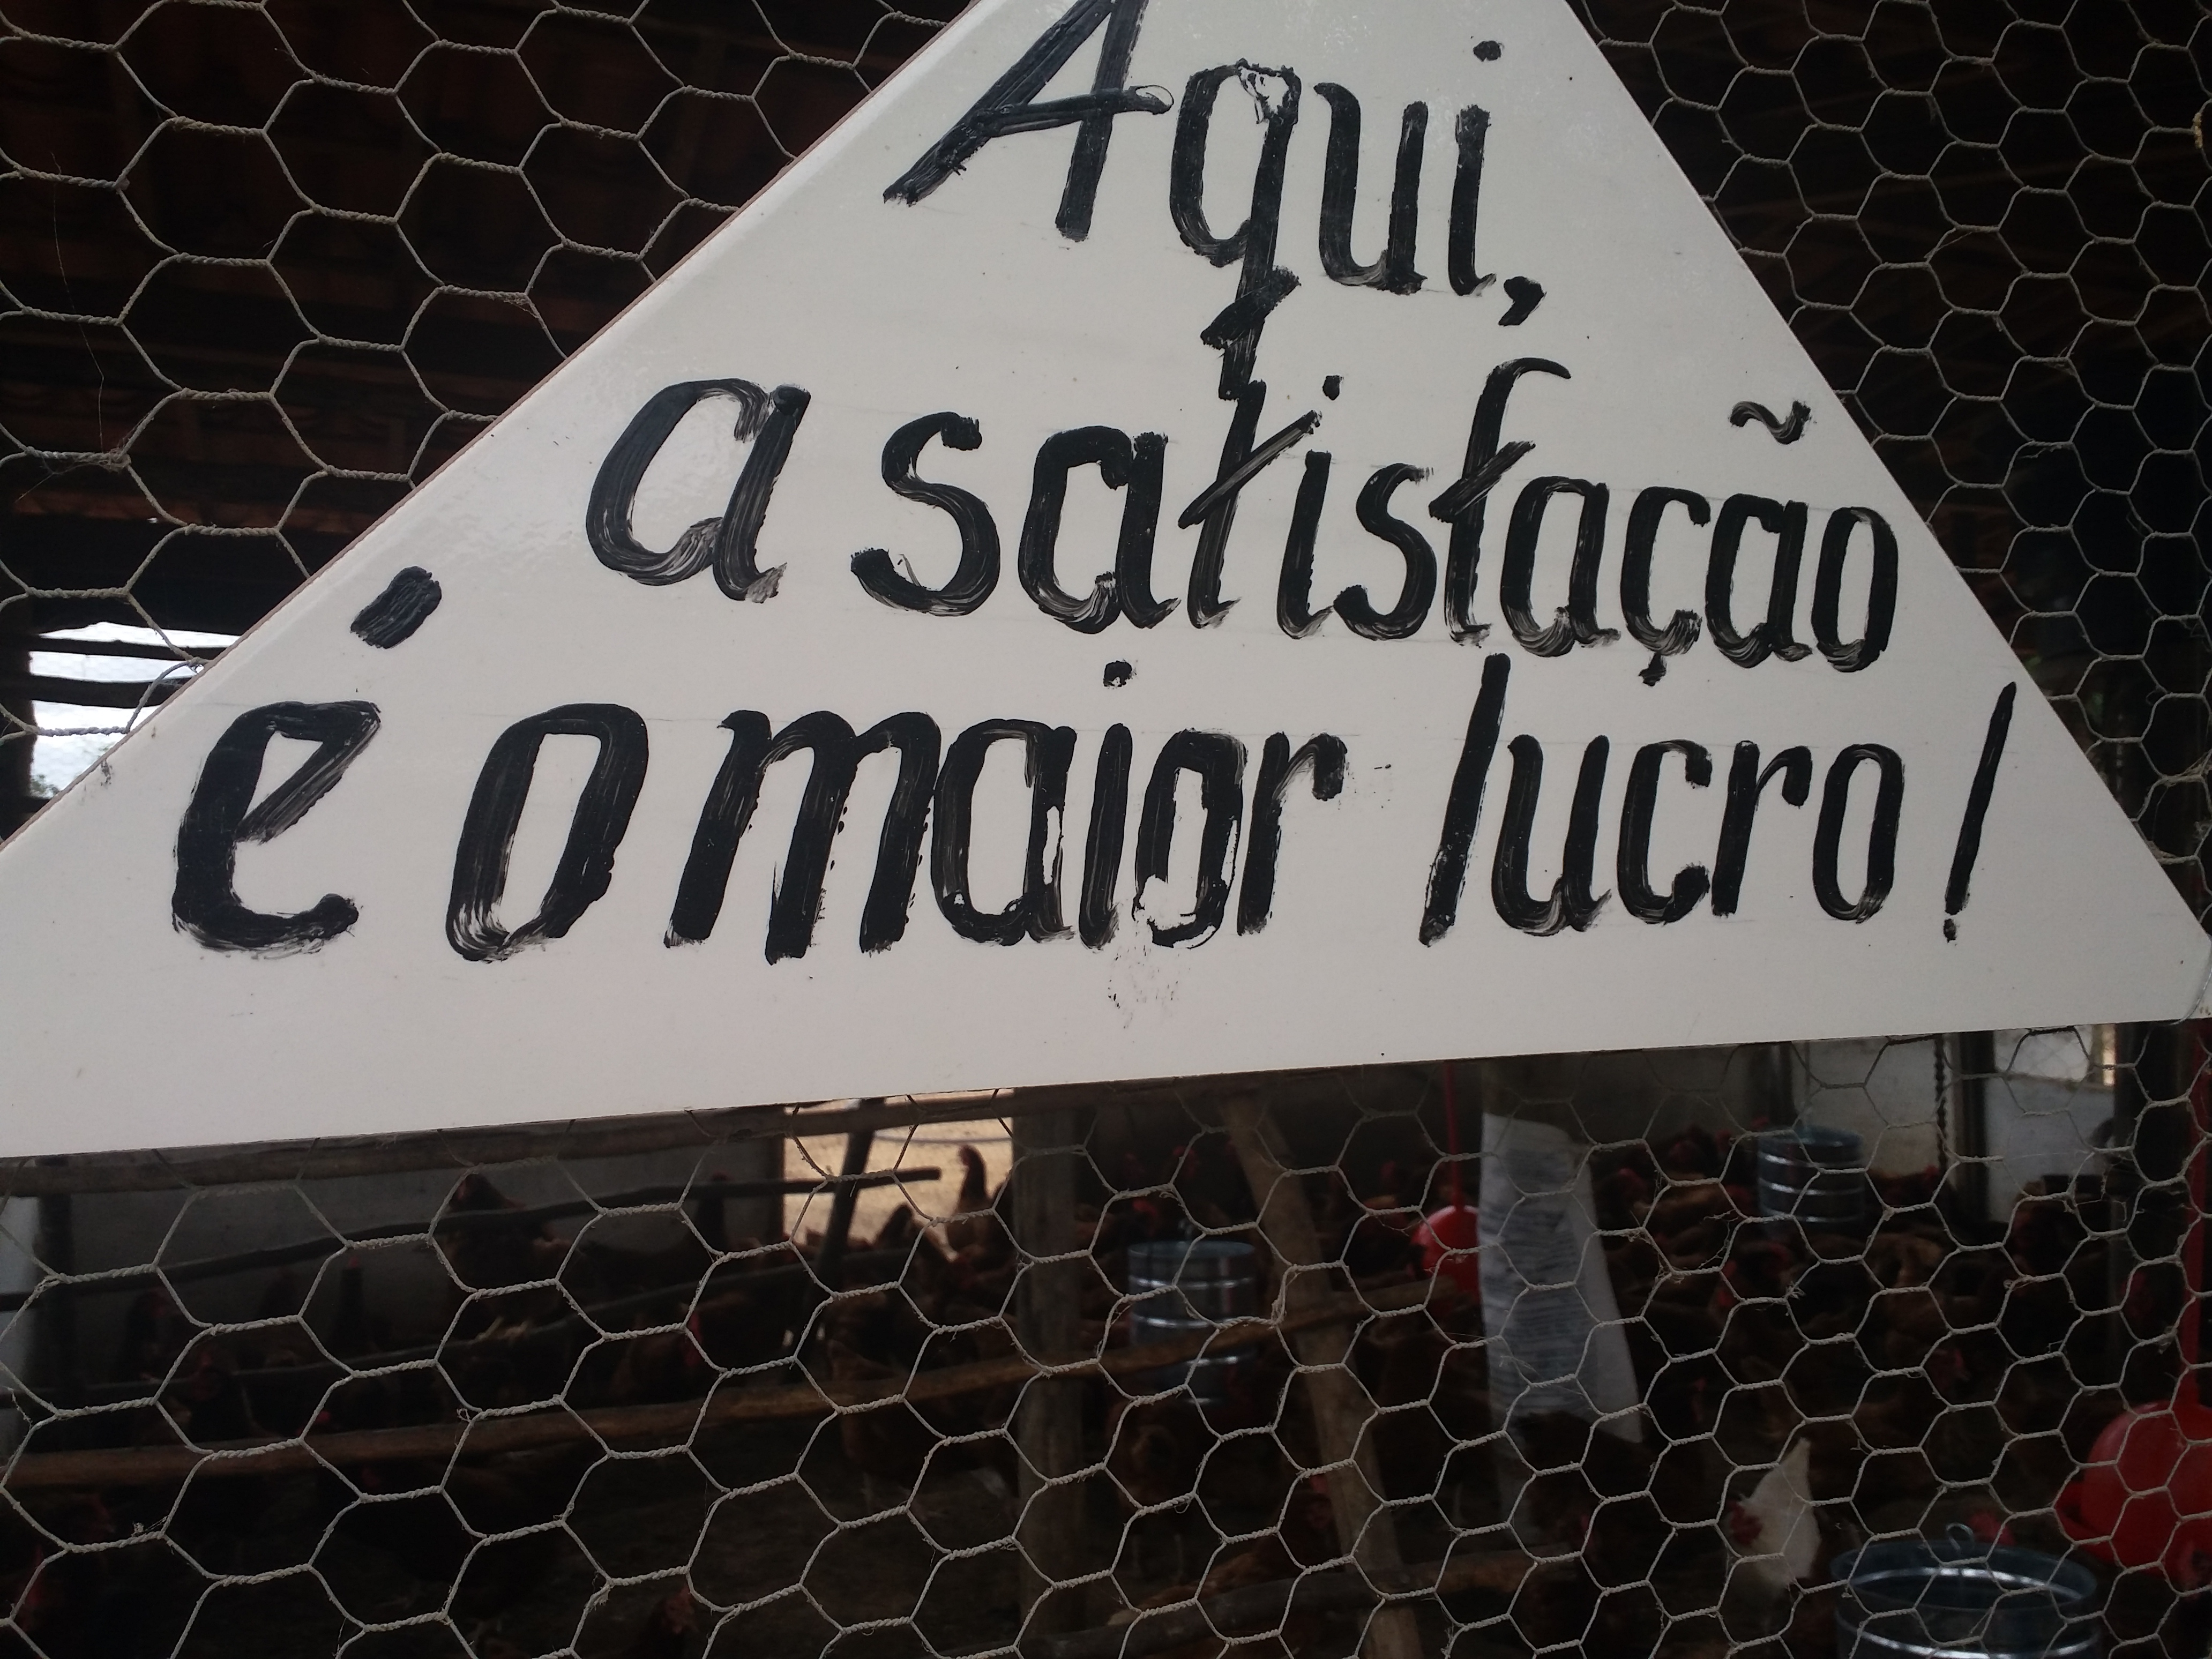 Aqui,
a satisfação
é o maior lucro!